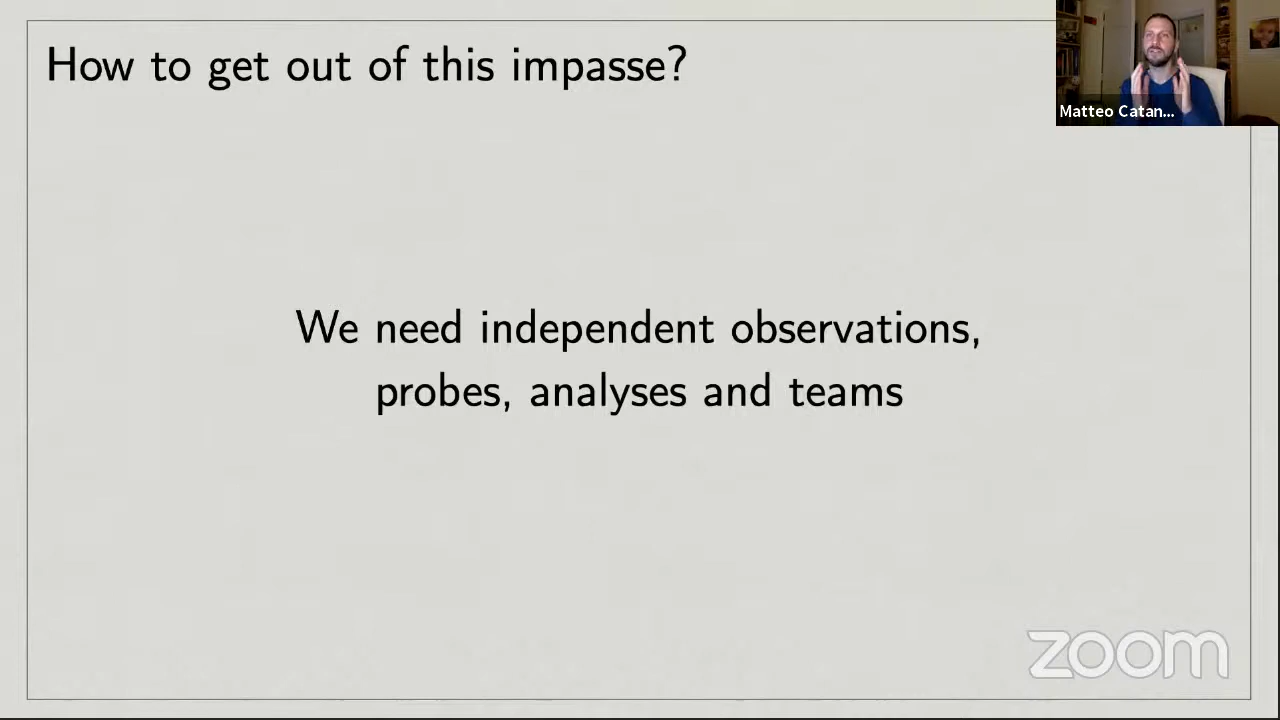 How to get out of this impasse?
Matteo Catan...
We need independent observations,
probes, analyses and teams
zoom